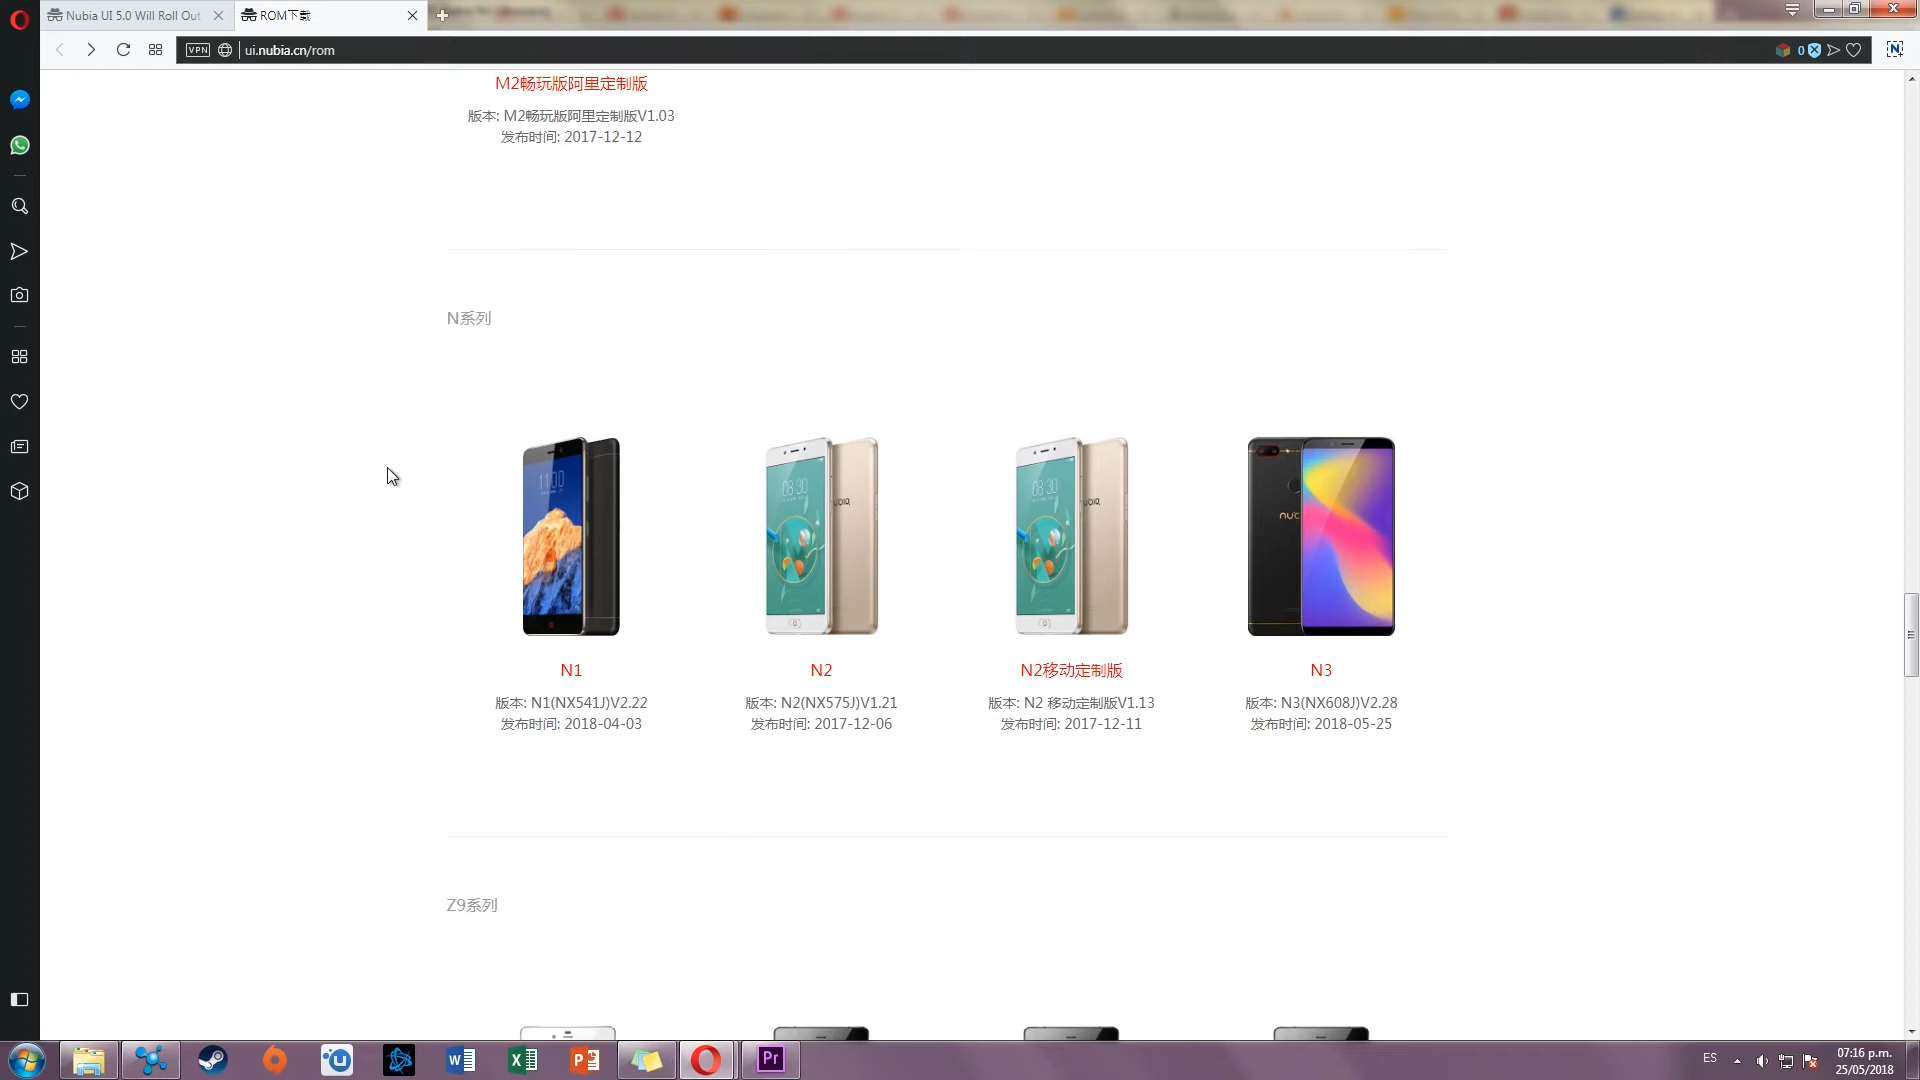 Nubia UI 5.0 Will Roll Out
ROM下载
VPN
ui.nubia.cn/rom
0
M2畅玩版阿里定制版
版本: M2畅玩版阿里定制版V1.03
发布时间: 2017-12-12
N系列
N1
版本: N1(NX541J)V2.22
发布时间: 2018-04-03
N2
版本: N2(NX575J)V1.21
发布时间: 2017-12-06
N2移动定制版
版本: N2 移动定制版V1.13
发布时间: 2017-12-11
N3
版本: N3(NX608J)V2.28
发布时间: 2018-05-25
Z9系列
ES
07:16 p.m.
25/05/2018